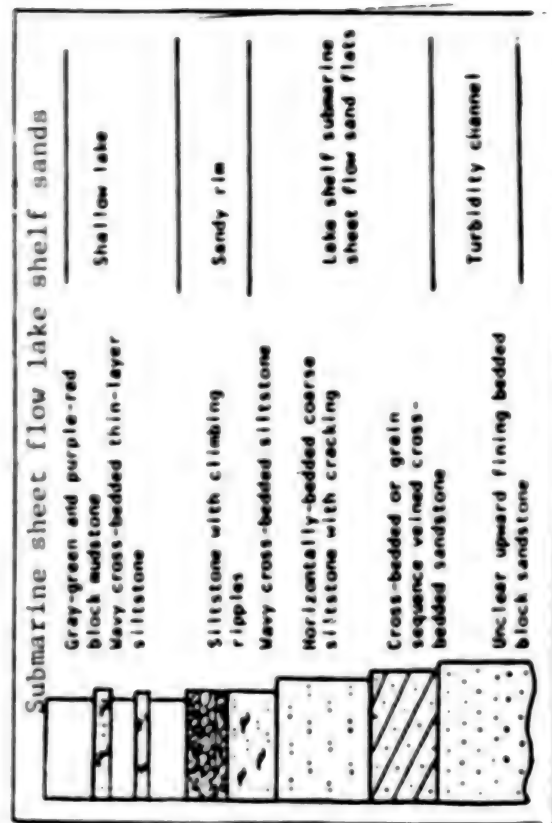 Submarine sheet flow lake shelf sands
Gray-green and purple-red
block mudstone
Wavy cross-bedded thin-layer
siltstone
Shallow lake
Siltstone with climbing
ripples
Wavy cross-bedded siltstone
Sandy rim
Horizontally-bedded coarse
siltstone with cracking
Lake shelf submarine
sheet flow sand flats
Cross-bedded or grain
sequence veined cross-
bedded sandstone
Unclear upward fining bedded
block sandstone
Turbidity channel